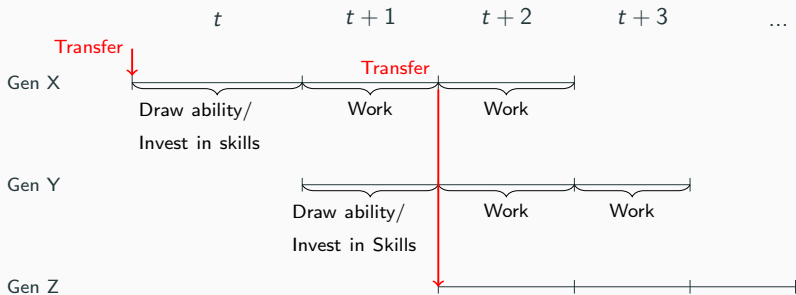 t t + 1 t + 2 t + 3 ...
Transfer
Transfer
Gen X
Draw ability/ Work Work
Invest in skills
Gen Y
Draw ability/ Work Work
Invest in Skills
Gen Z